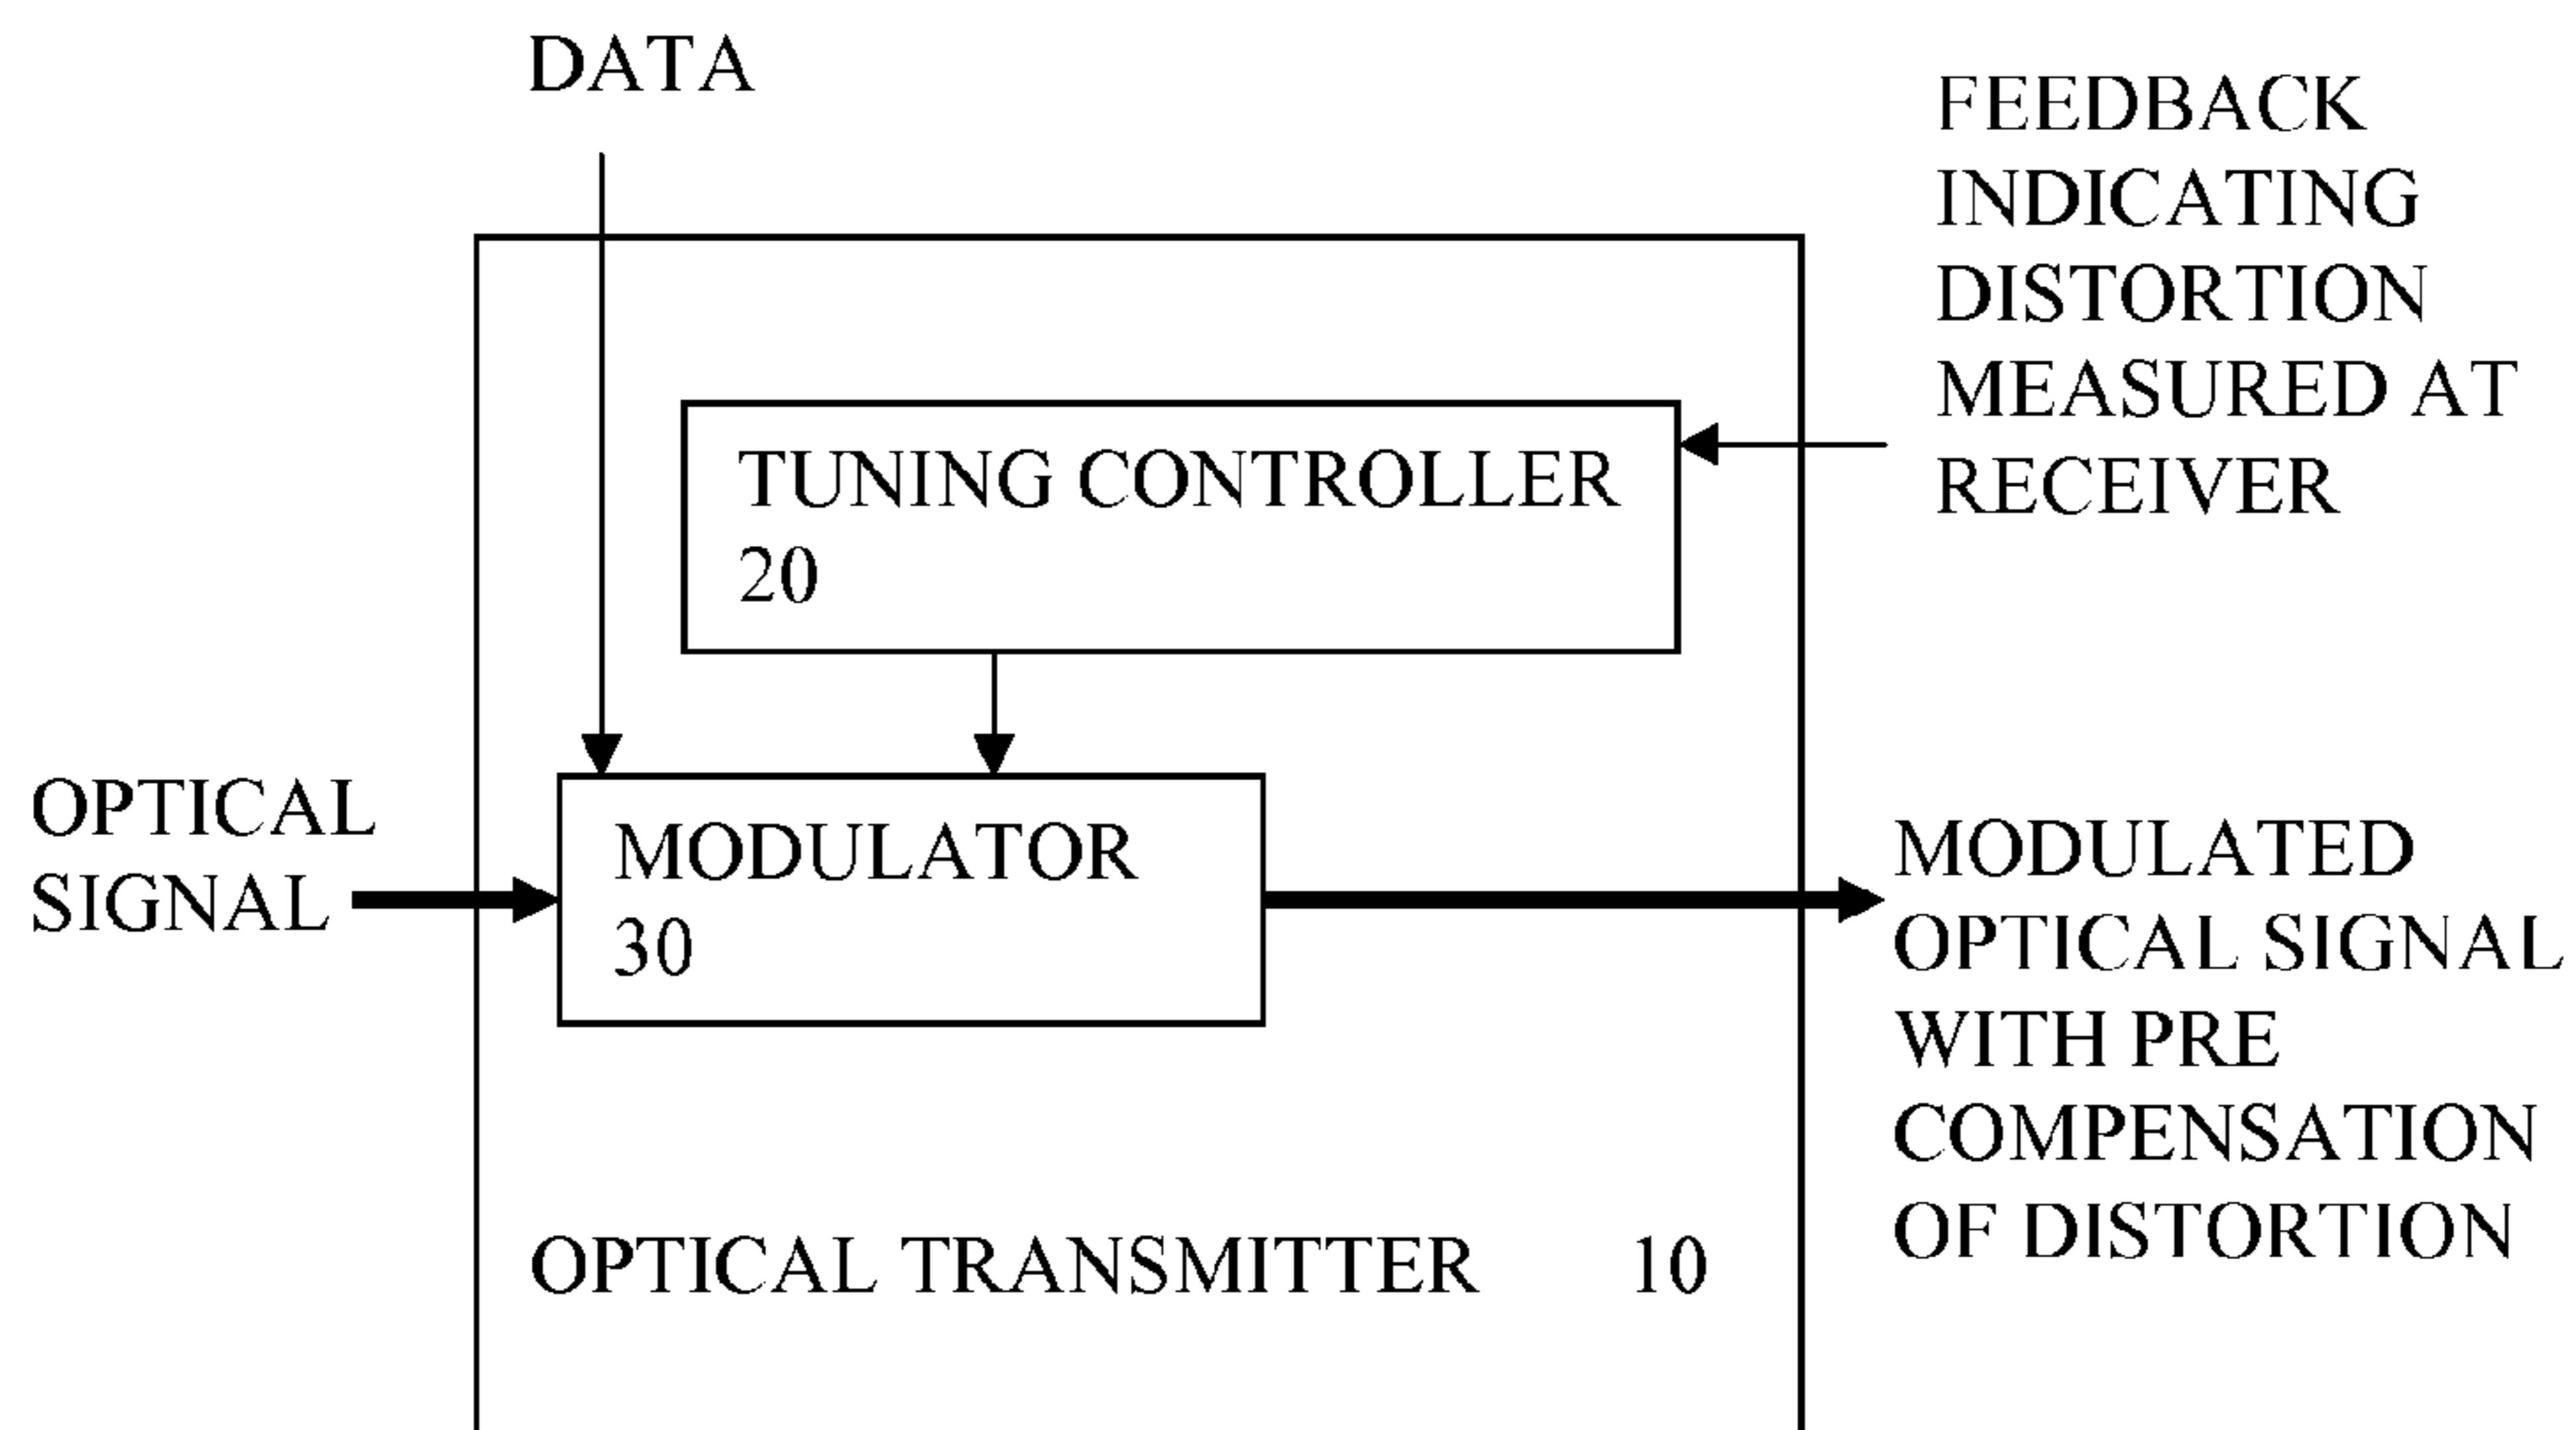 DATA
FEEDBACK
INDICATING
DISTORTION
MEASURED AT
RECEIVER
TUNING CONTROLLER
20
OPTICAL
SIGNAL
MODULATOR
30
MODULATED
OPTICAL SIGNAL
WITH PRE
COMPENSATION
OF DISTORTION
OPTICAL TRANSMITTER 10